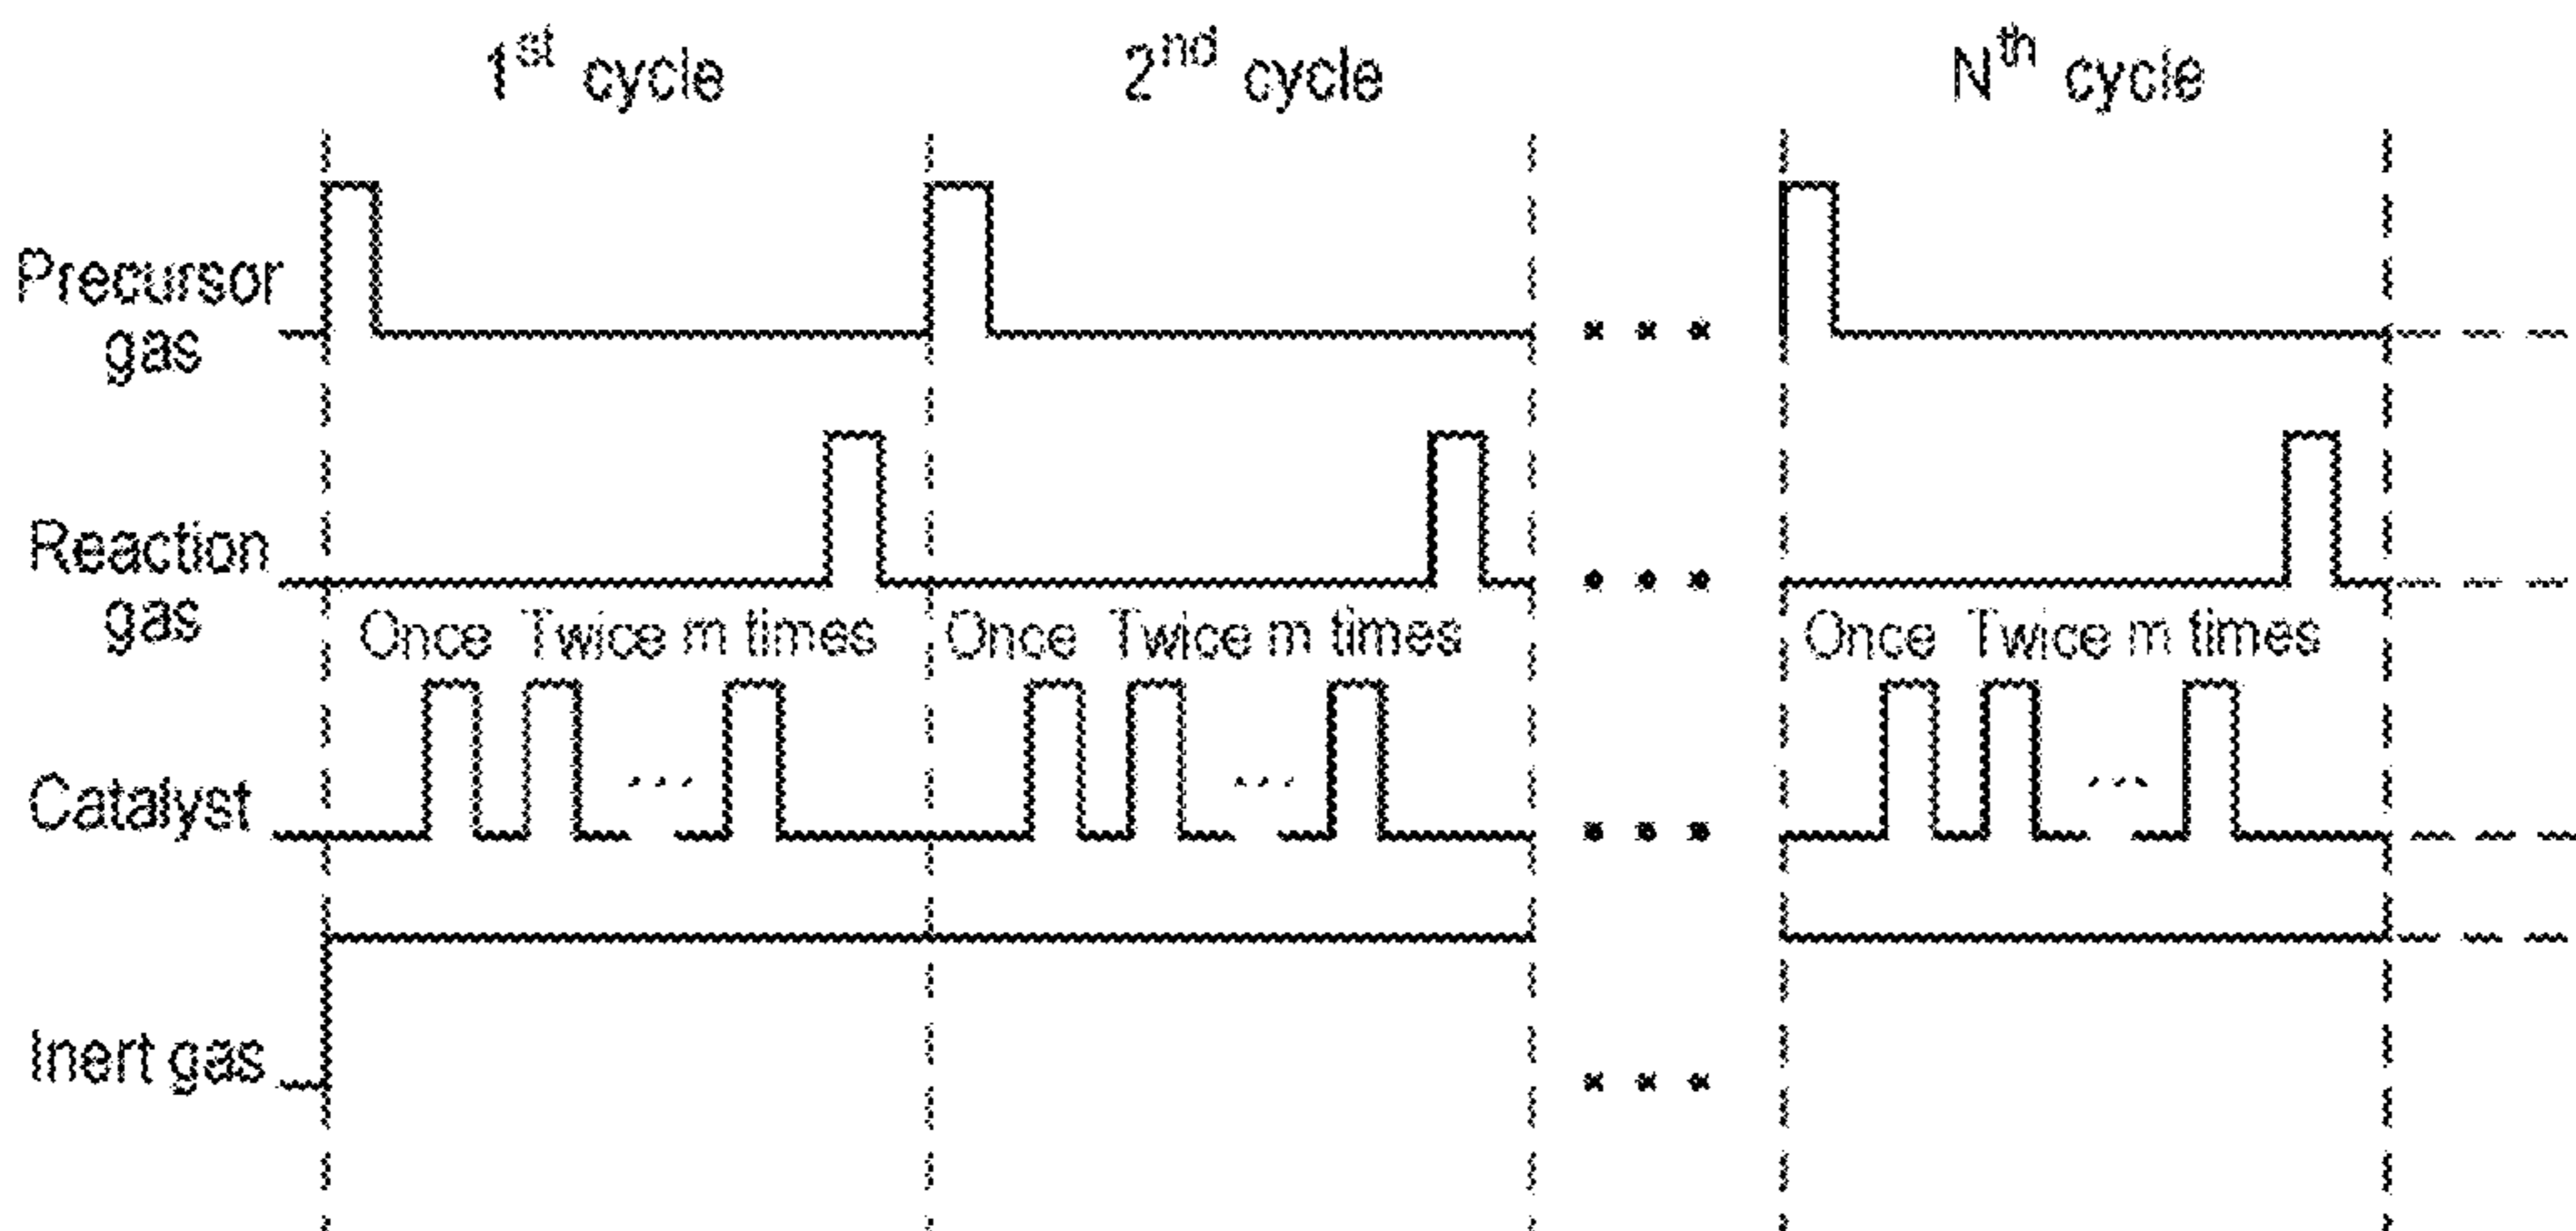 1st cycle 2nd cycle Nth cycle
Precursor
gas
Reaction
gas
Once Twice m times Once Twice m times Once Twice m times
Catalyst
Inert gas